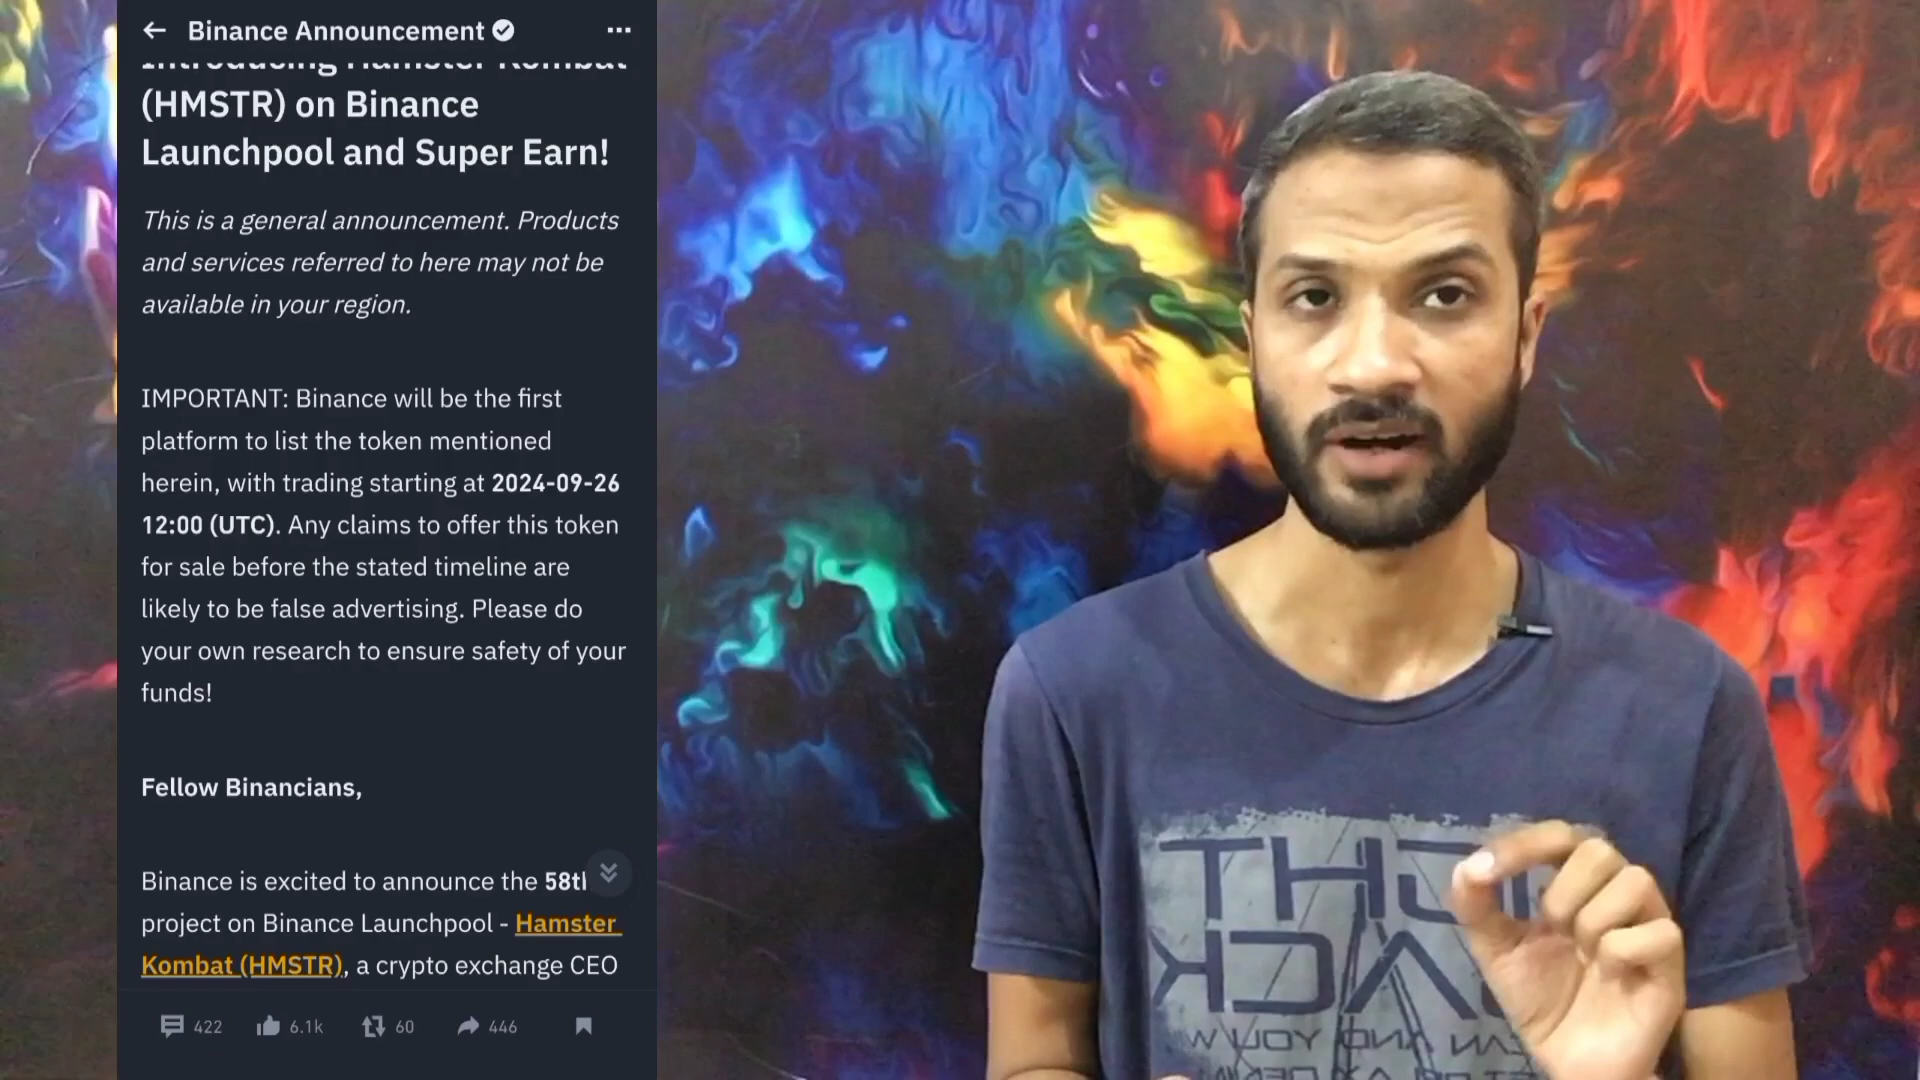 Binance Announcement
Introducing Hamster Kombat
(HMSTR) on Binance
Launchpool and Super Earn!
This is a general announcement. Products
and services referred to here may not be
available in your region.
IMPORTANT: Binance will be the first
platform to list the token mentioned
herein, with trading starting at 2024-09-26
12:00 (UTC). Any claims to offer this token
for sale before the stated timeline are
likely to be false advertising. Please do
your own research to ensure safety of your
funds!
Fellow Binancians,
Binance is excited to announce the 58t
project on Binance Launchpool - Hamster
Kombat (HMSTR), a crypto exchange CEO
422 6.1k 60 446